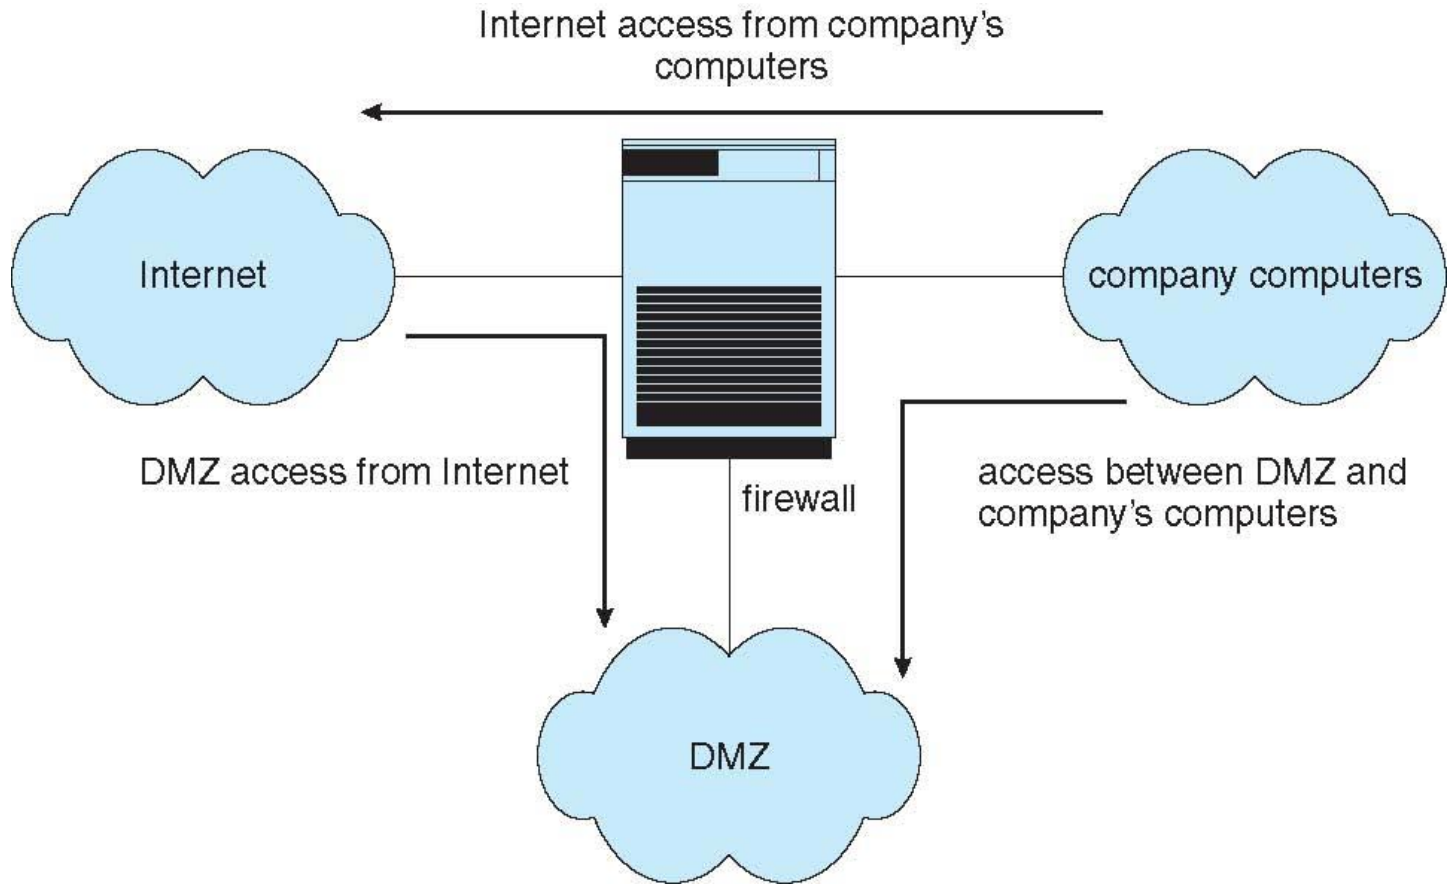 Internet access from company's
computers
Internet
company computers
DMZ access from Internet
firewall
access between DMZ and
company's computers
DMZ